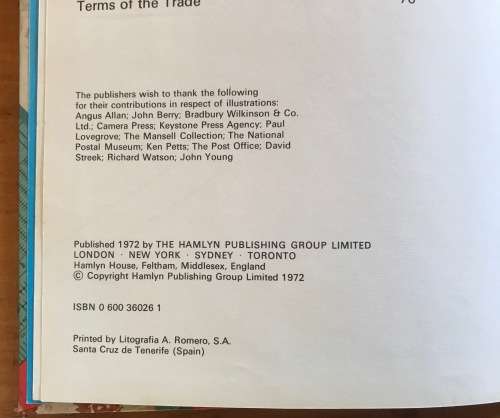 Terms of the Trade
The publishers wish to thank the following
for their contributions in respect of illustrations:
Angus Allan; John Berry; Bradbury Wilkinson & Co.
Ltd.; Camera Press; Keystone Press Agency; Paul
Lovegrove; The Mansell Collection; The National
Postal Museum; Ken Petts; The Post Office; David
Streek; Richard Watson; John Young
Published 1972 by THE HAMLYN PUBLISHING GROUP LIMITED
LONDON · NEW YORK · SYDNEY · TORONTO
Hamlyn House, Feltham, Middlesex, England
© Copyright Hamlyn Publishing Group Limited 1972
ISBN 0 600 36026 1
Printed by Litografia A. Romero, S.A.
Santa Cruz de Tenerife (Spain)